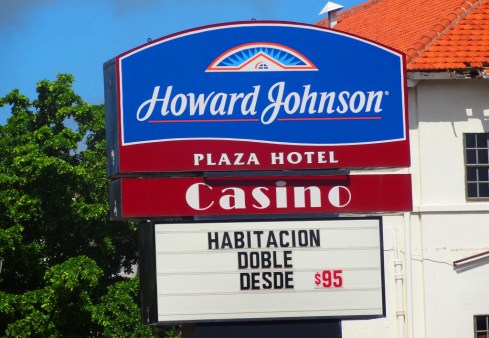 Howard Johnson
PLAZA HOTEL
Casino
HABITACION
DOBLE
DESDE $95